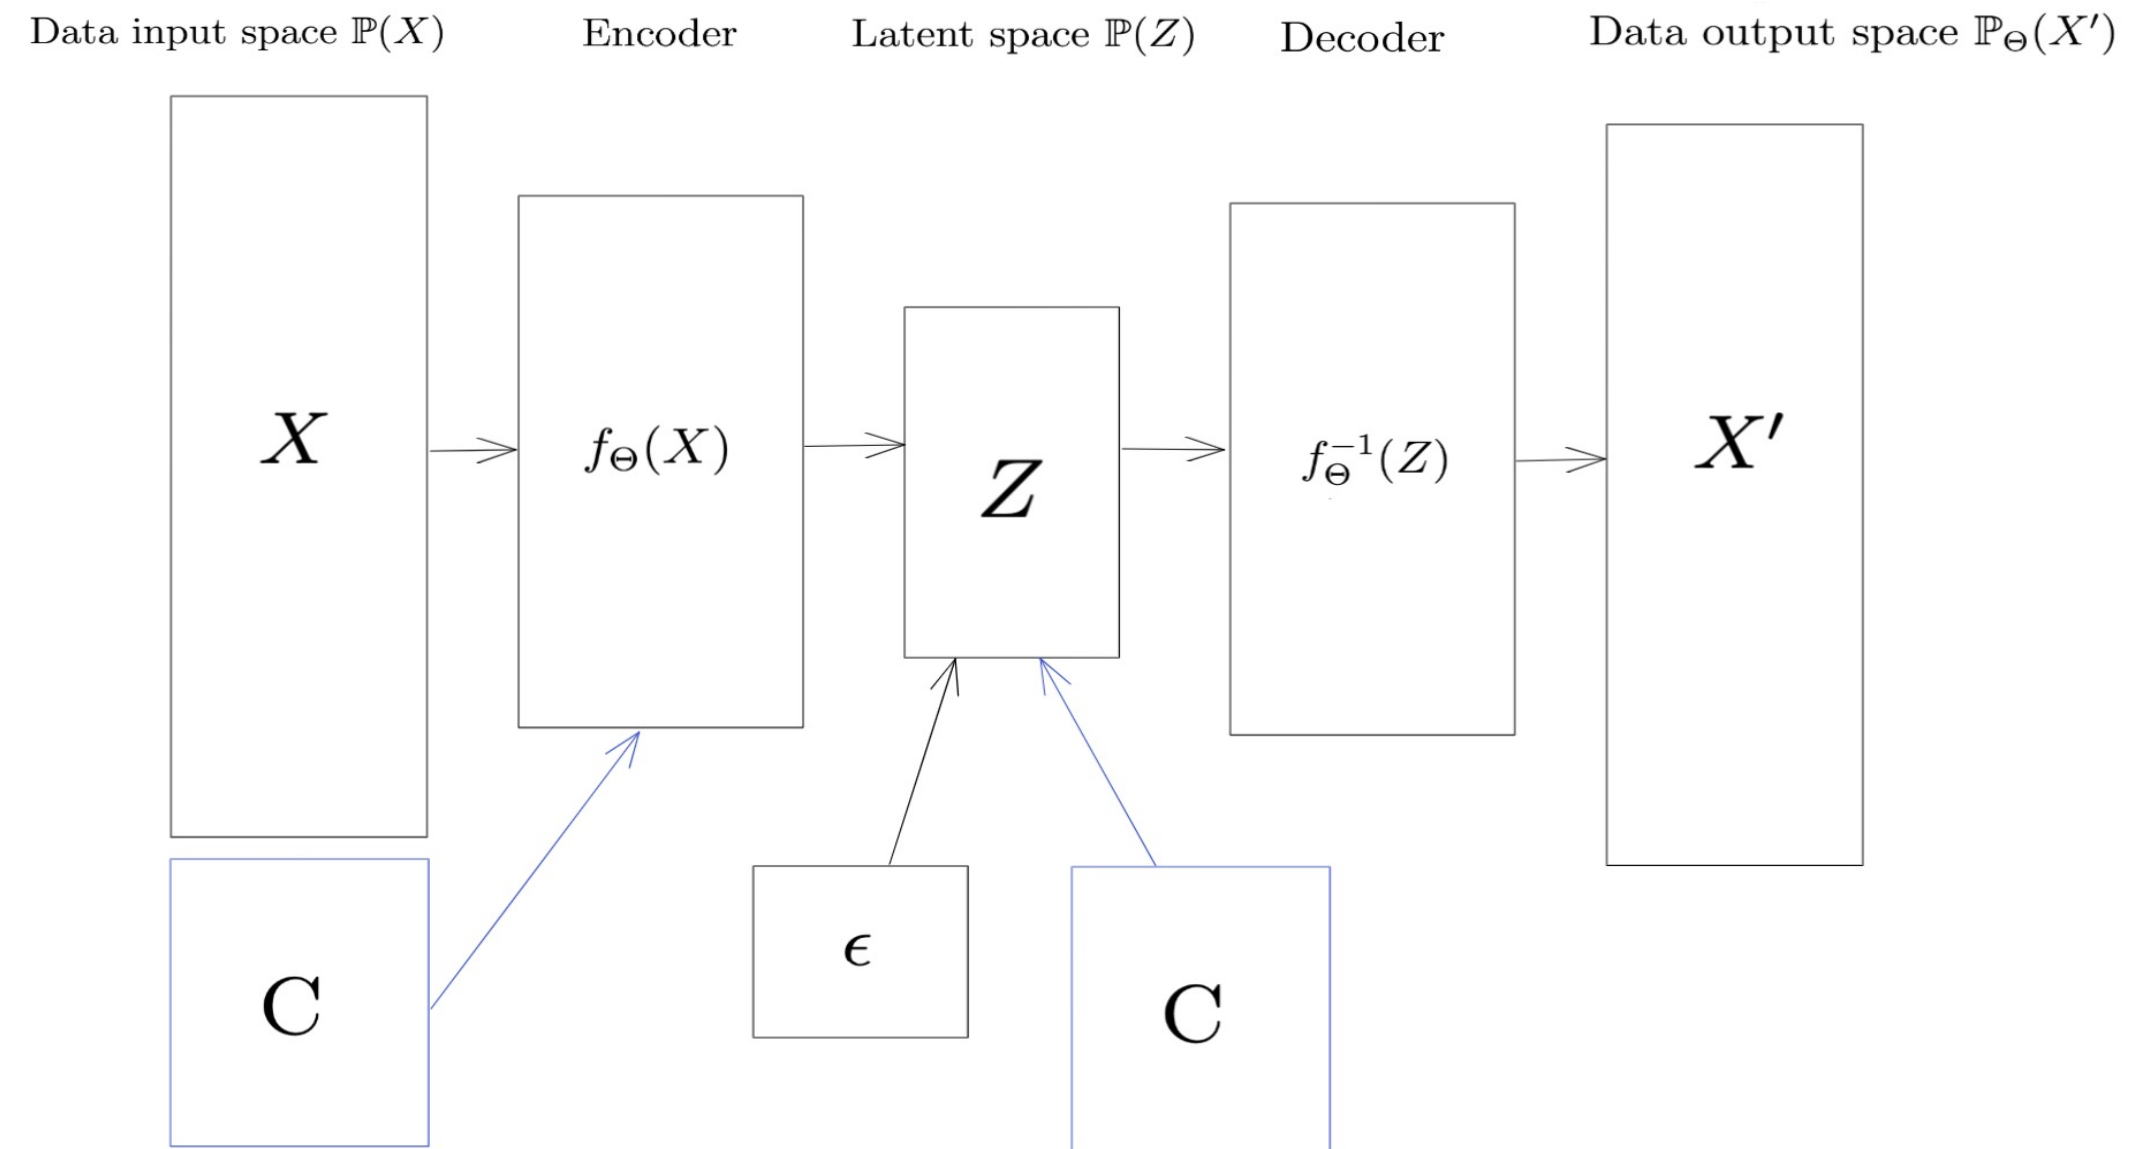 Data input space ℙ(X)
Encoder
Latent space ℙ(Z)
Decoder
Data output space ℙ_Θ(X′)
X
f_Θ(X)
Z
f_Θ^{−1}(Z)
X′
C
ϵ
C